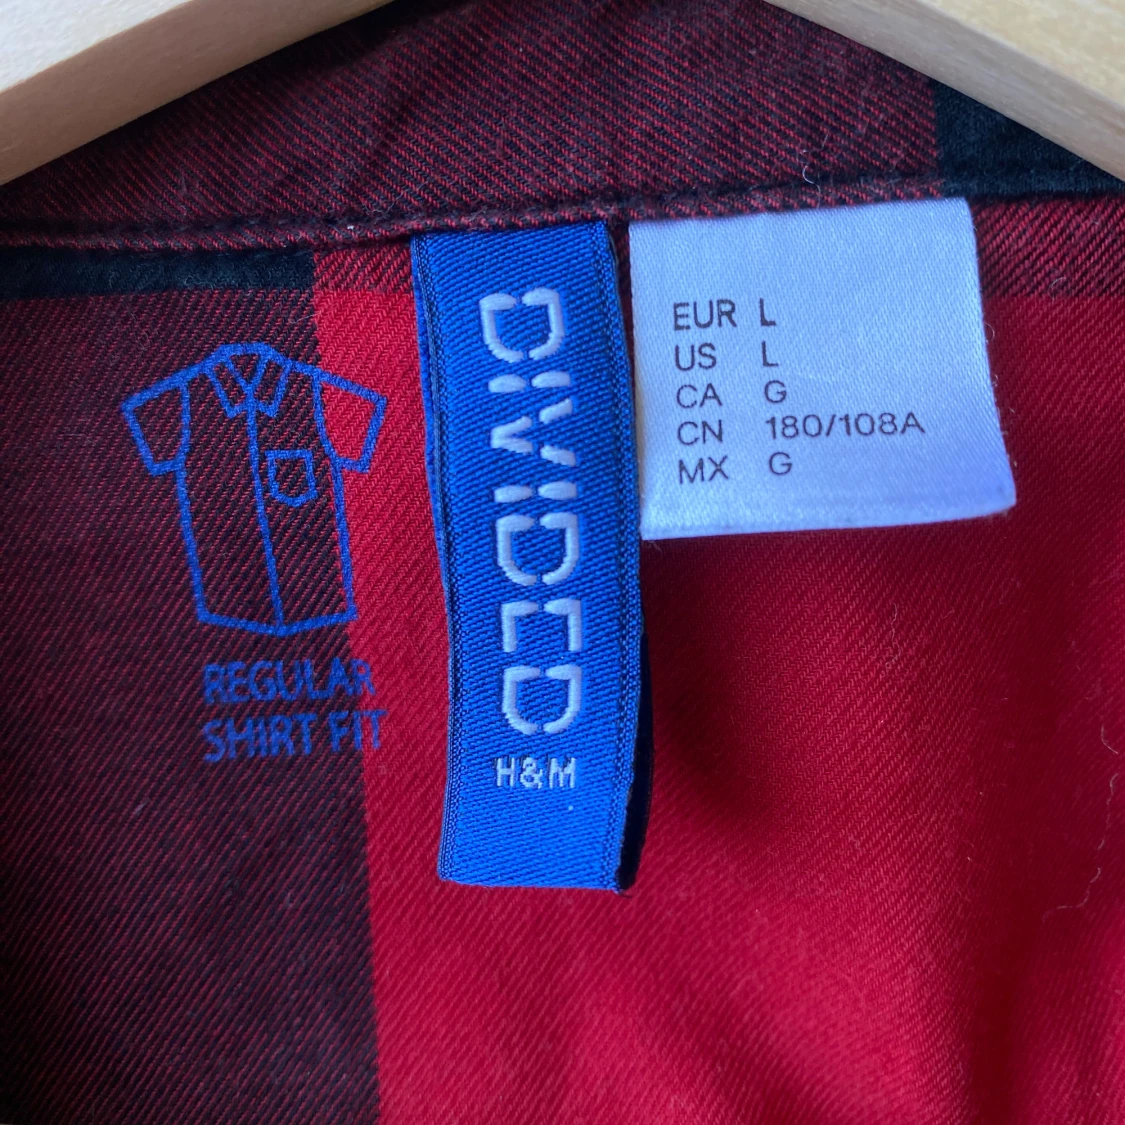 REGULAR
SHIRT FIT
DIVIDED
H&M
EUR L
US L
CA G
CN 180/108A
MX G